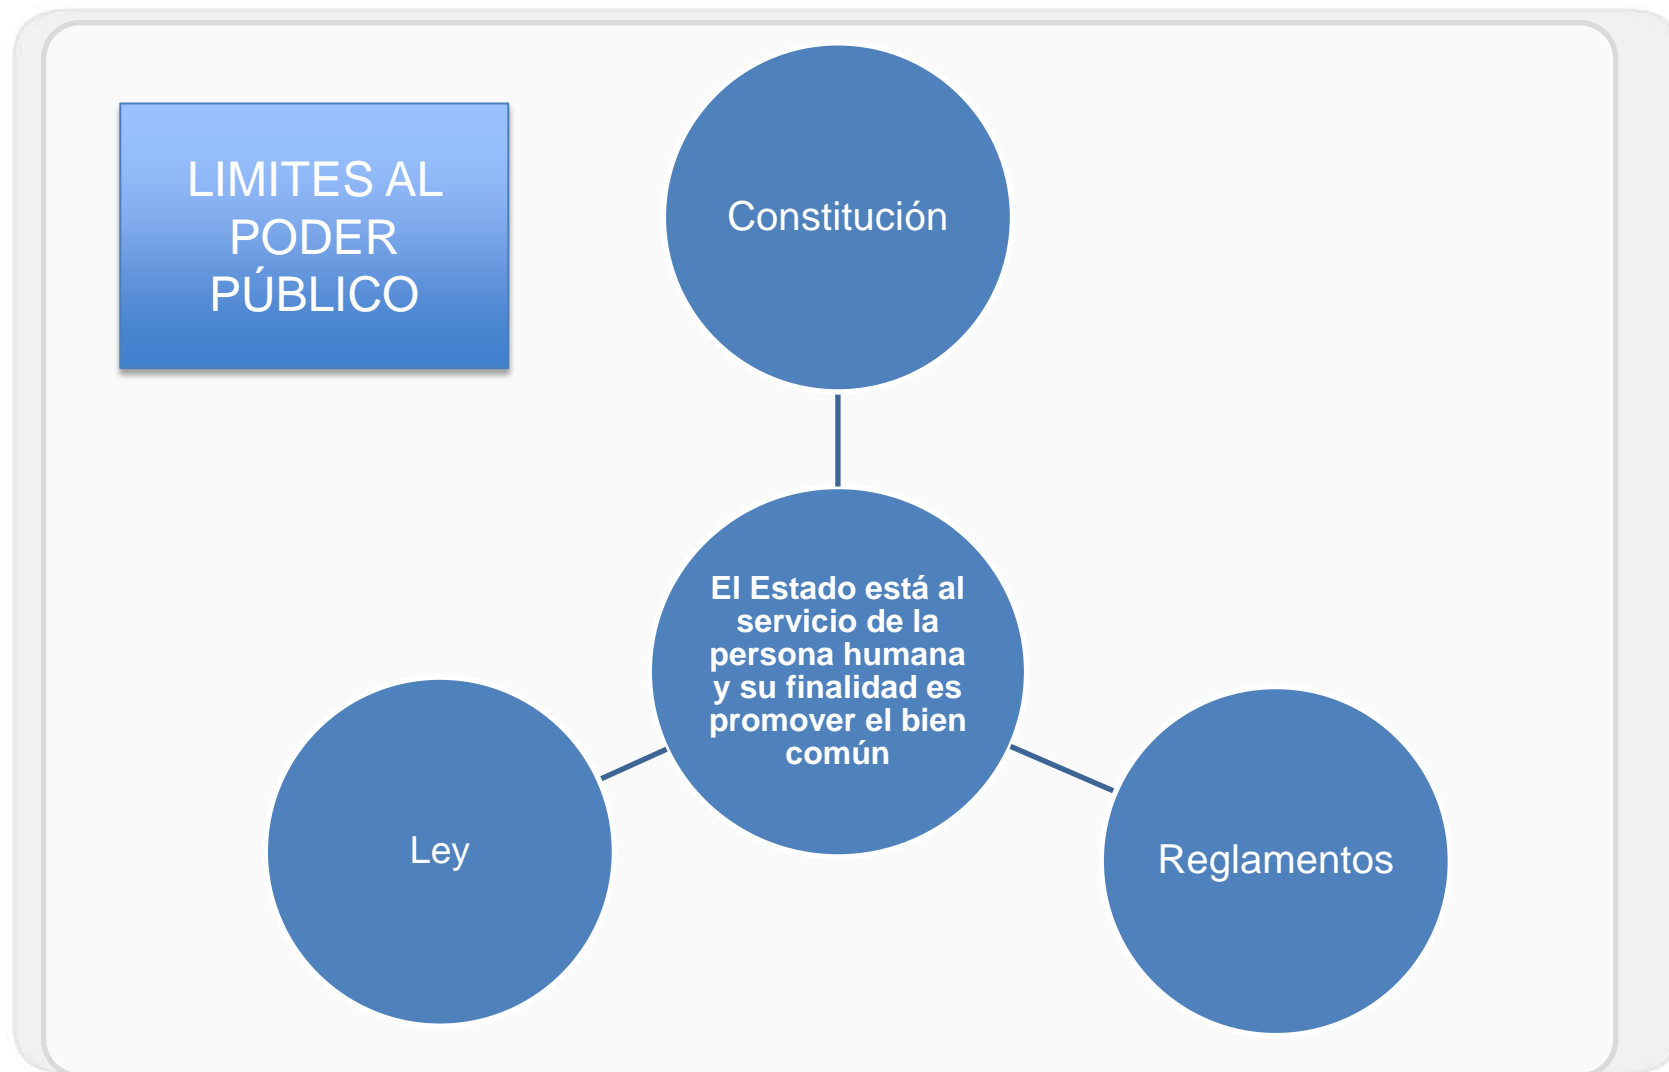 LIMITES AL
PODER
PÚBLICO
Constitución
El Estado está al
servicio de la
persona humana
y su finalidad es
promover el bien
común
Ley
Reglamentos